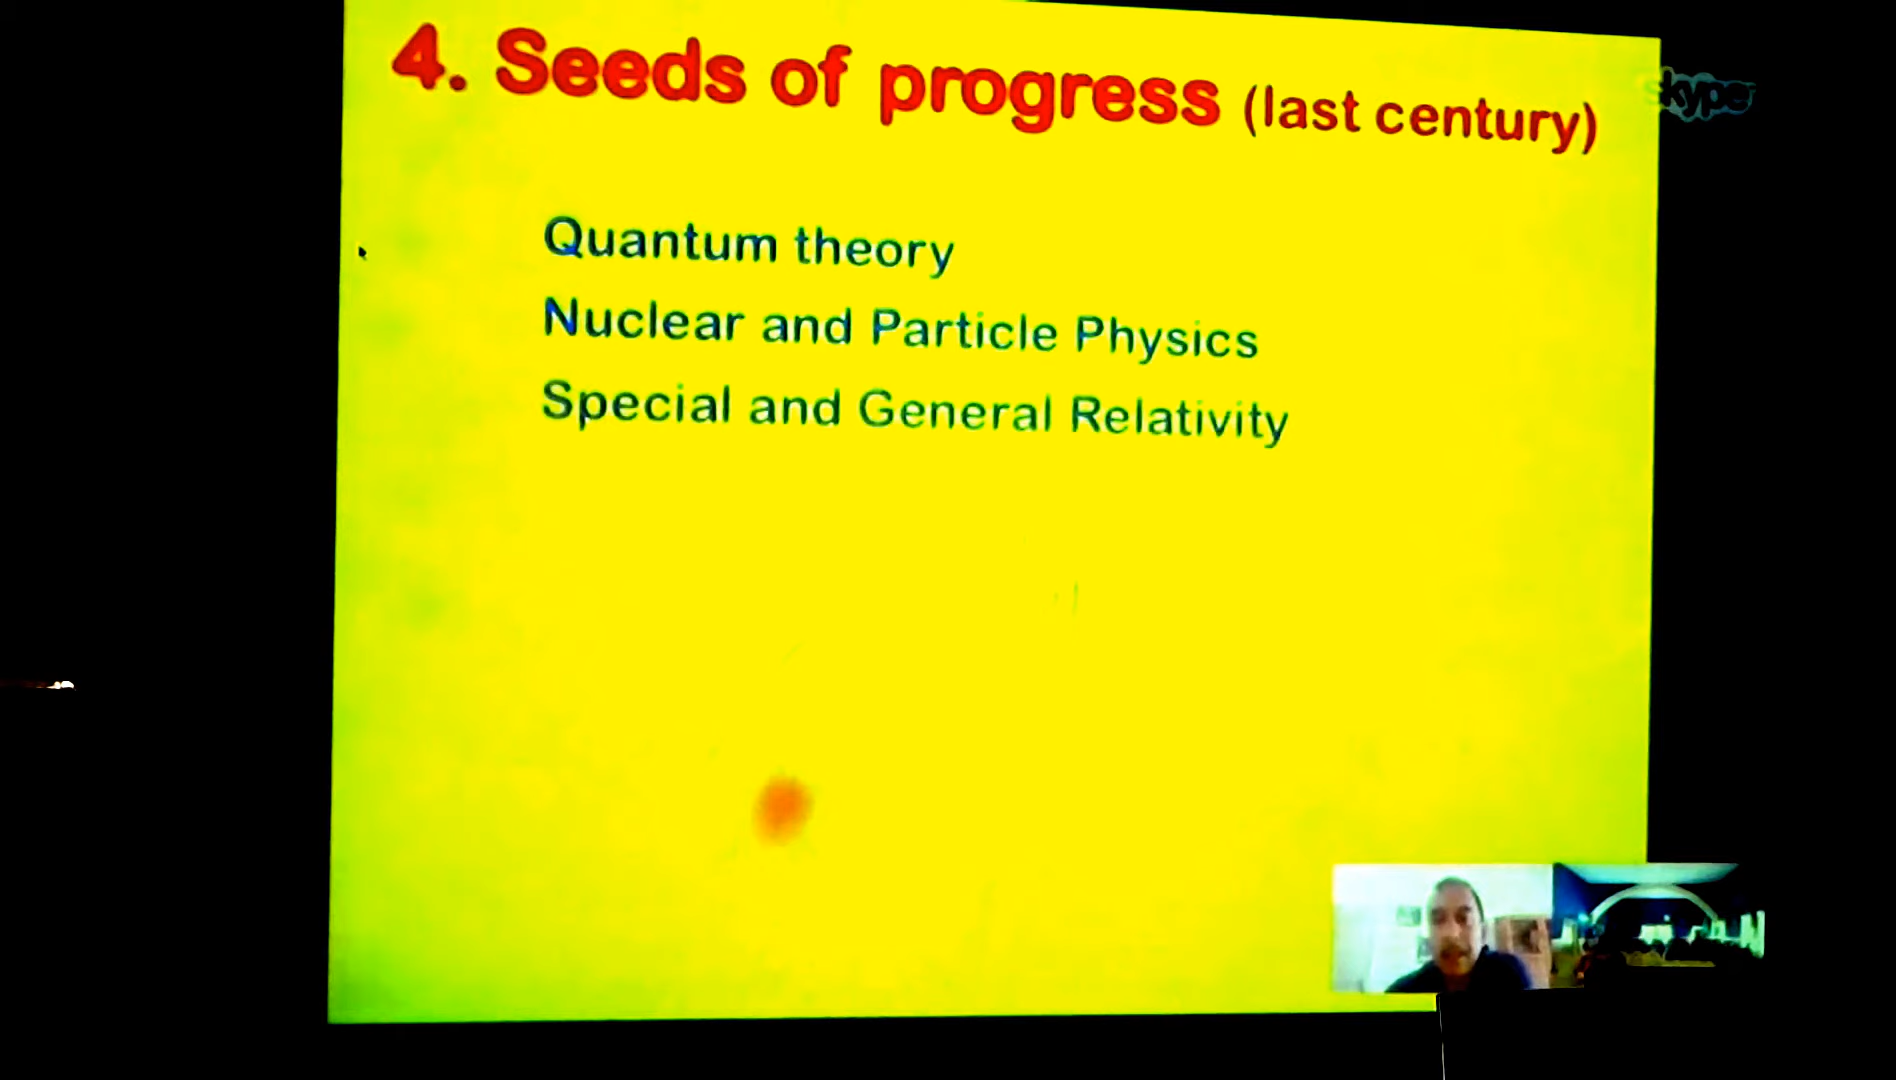 4. Seeds of progress (last century)
skype
Quantum theory
Nuclear and Particle Physics
Special and General Relativity